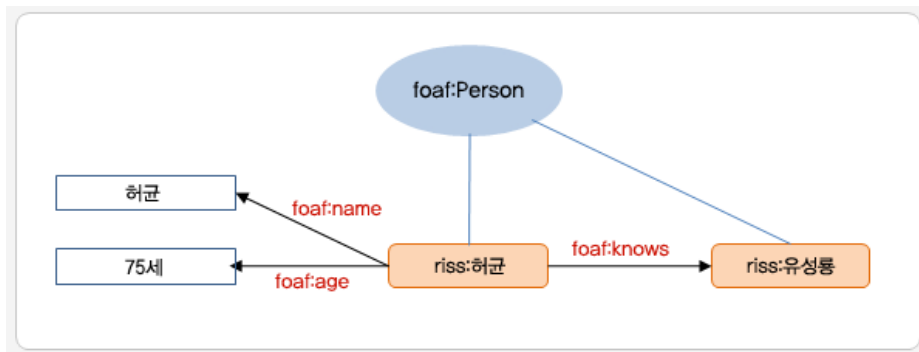 foaf:Person
허균
foaf:name
75세
foaf:age
riss:허균
foaf:knows
riss:유성룡